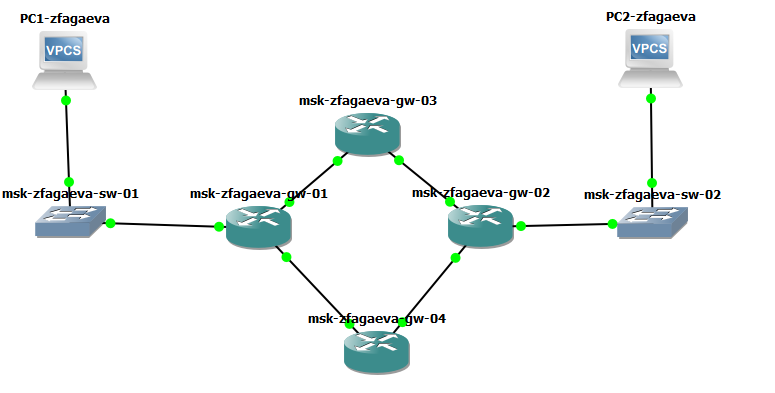 PC1-zfagaeva
PC2-zfagaeva
VPCS
VPCS
msk-zfagaeva-gw-03
msk-zfagaeva-sw-01
msk-zfagaeva-gw-01
msk-zfagaeva-gw-02
msk-zfagaeva-sw-02
msk-zfagaeva-gw-04